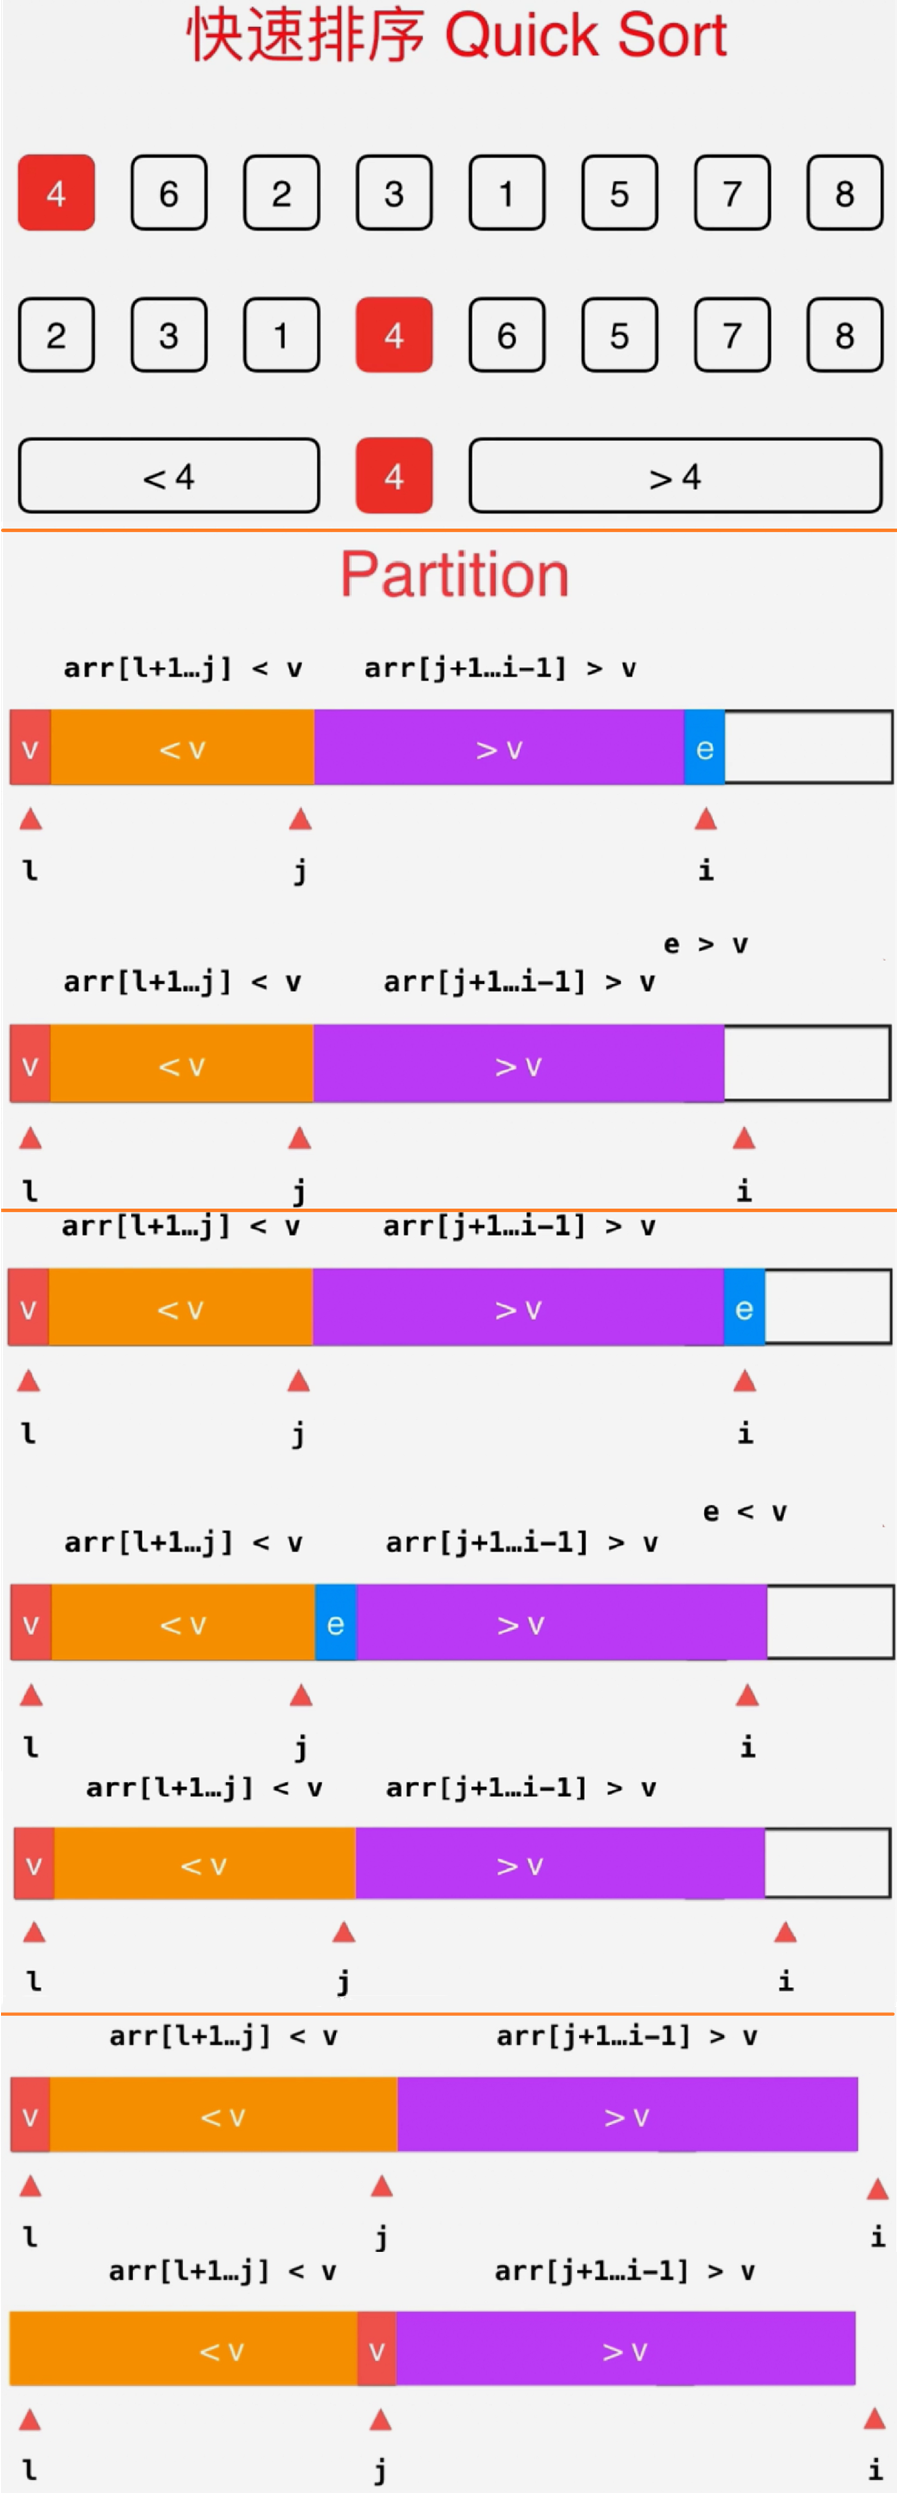 快速排序 Quick Sort
4 6 2 3 1 5 7 8
2 3 1 4 6 5 7 8
< 4 4 > 4
Partition
arr[l+1…j] < v arr[j+1…i-1] > v
v < v > v e
l j i
e > v
arr[l+1…j] < v arr[j+1…i-1] > v
v < v > v
l j i
arr[l+1…j] < v arr[j+1…i-1] > v
v < v > v e
l j i
e < v
arr[l+1…j] < v arr[j+1…i-1] > v
v < v e > v
l j i
arr[l+1…j] < v arr[j+1…i-1] > v
v < v > v
l j i
arr[l+1…j] < v arr[j+1…i-1] > v
v < v > v
l j i
arr[l+1…j] < v arr[j+1…i-1] > v
< v v > v
l j i